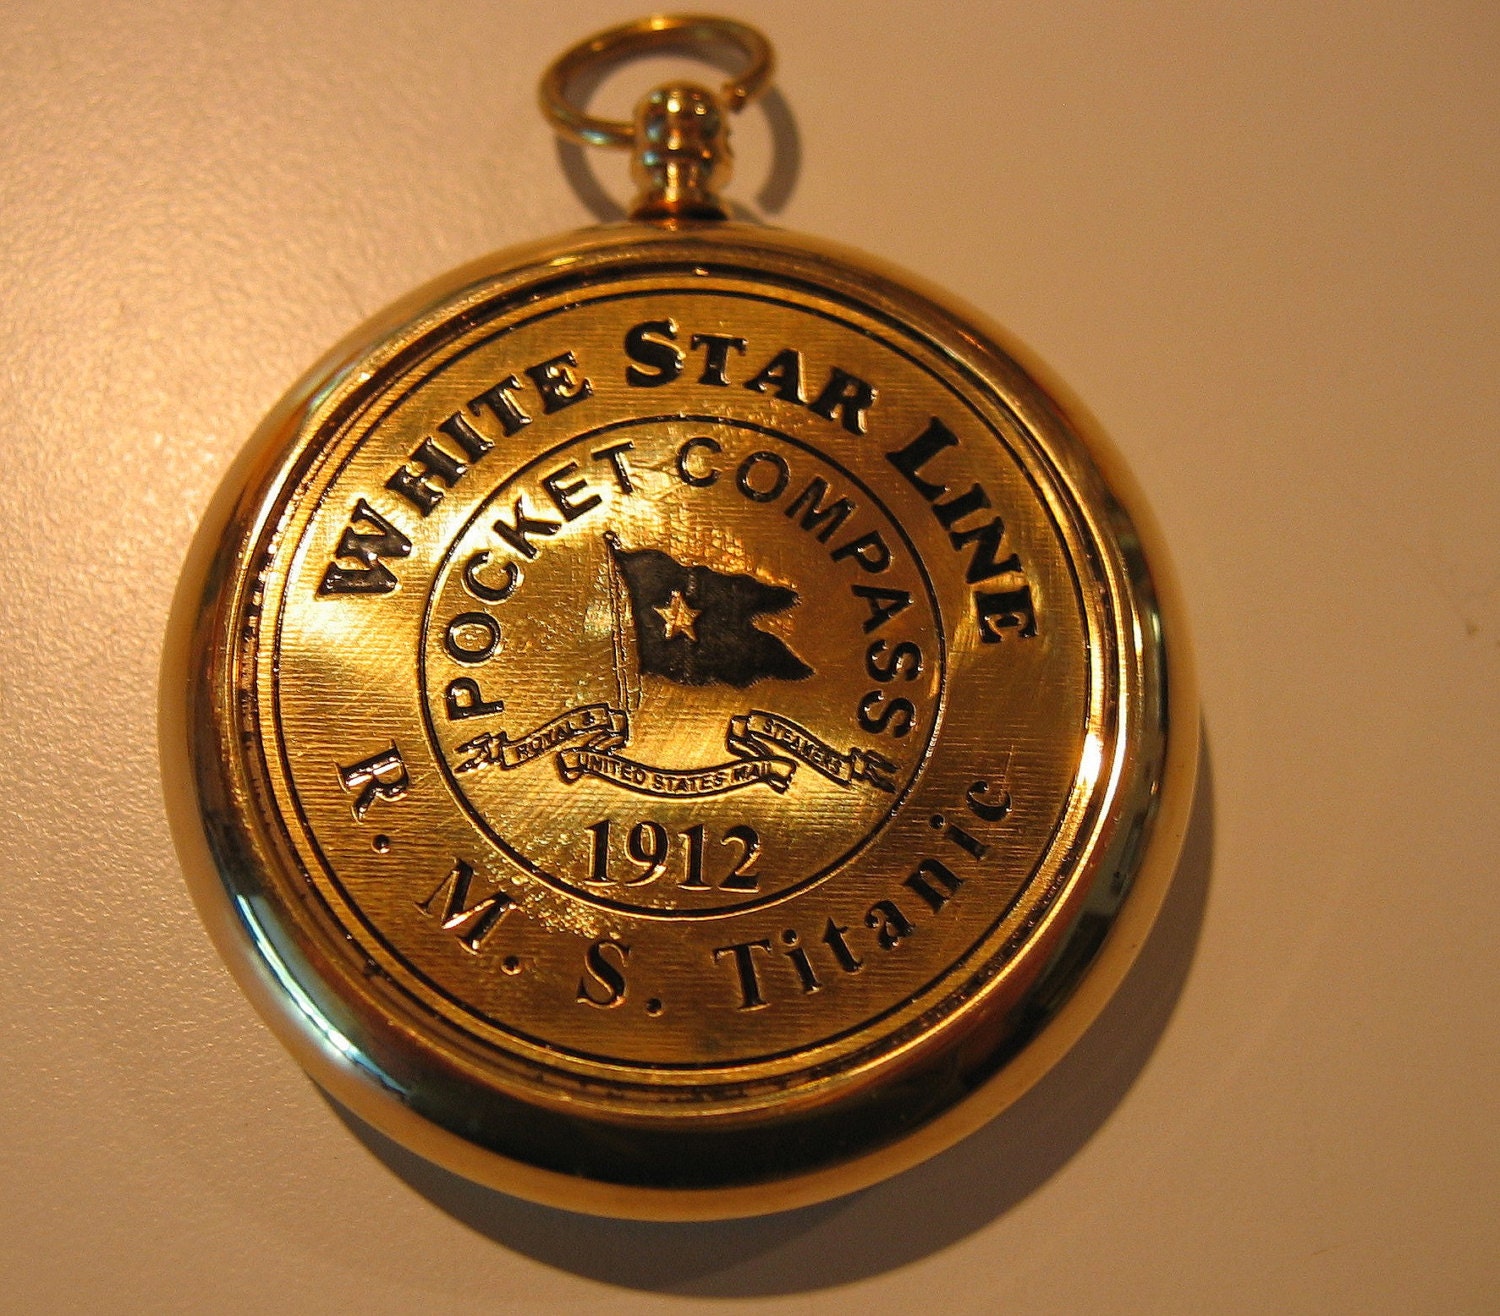 WHITE STAR LINE
POCKET COMPASS
ROYAL &
UNITED STATES MAIL
STEAMERS
1912
R. M. S. Titanic